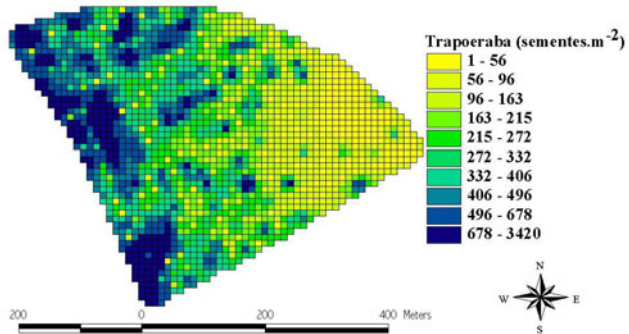 Trapoeraba (sementes.m-2)
1 - 56
56 - 96
96 - 163
163 - 215
215 - 272
272 - 332
332 - 406
406 - 496
496 - 678
678 - 3420
200 0 200 400 Meters
N
W E
S